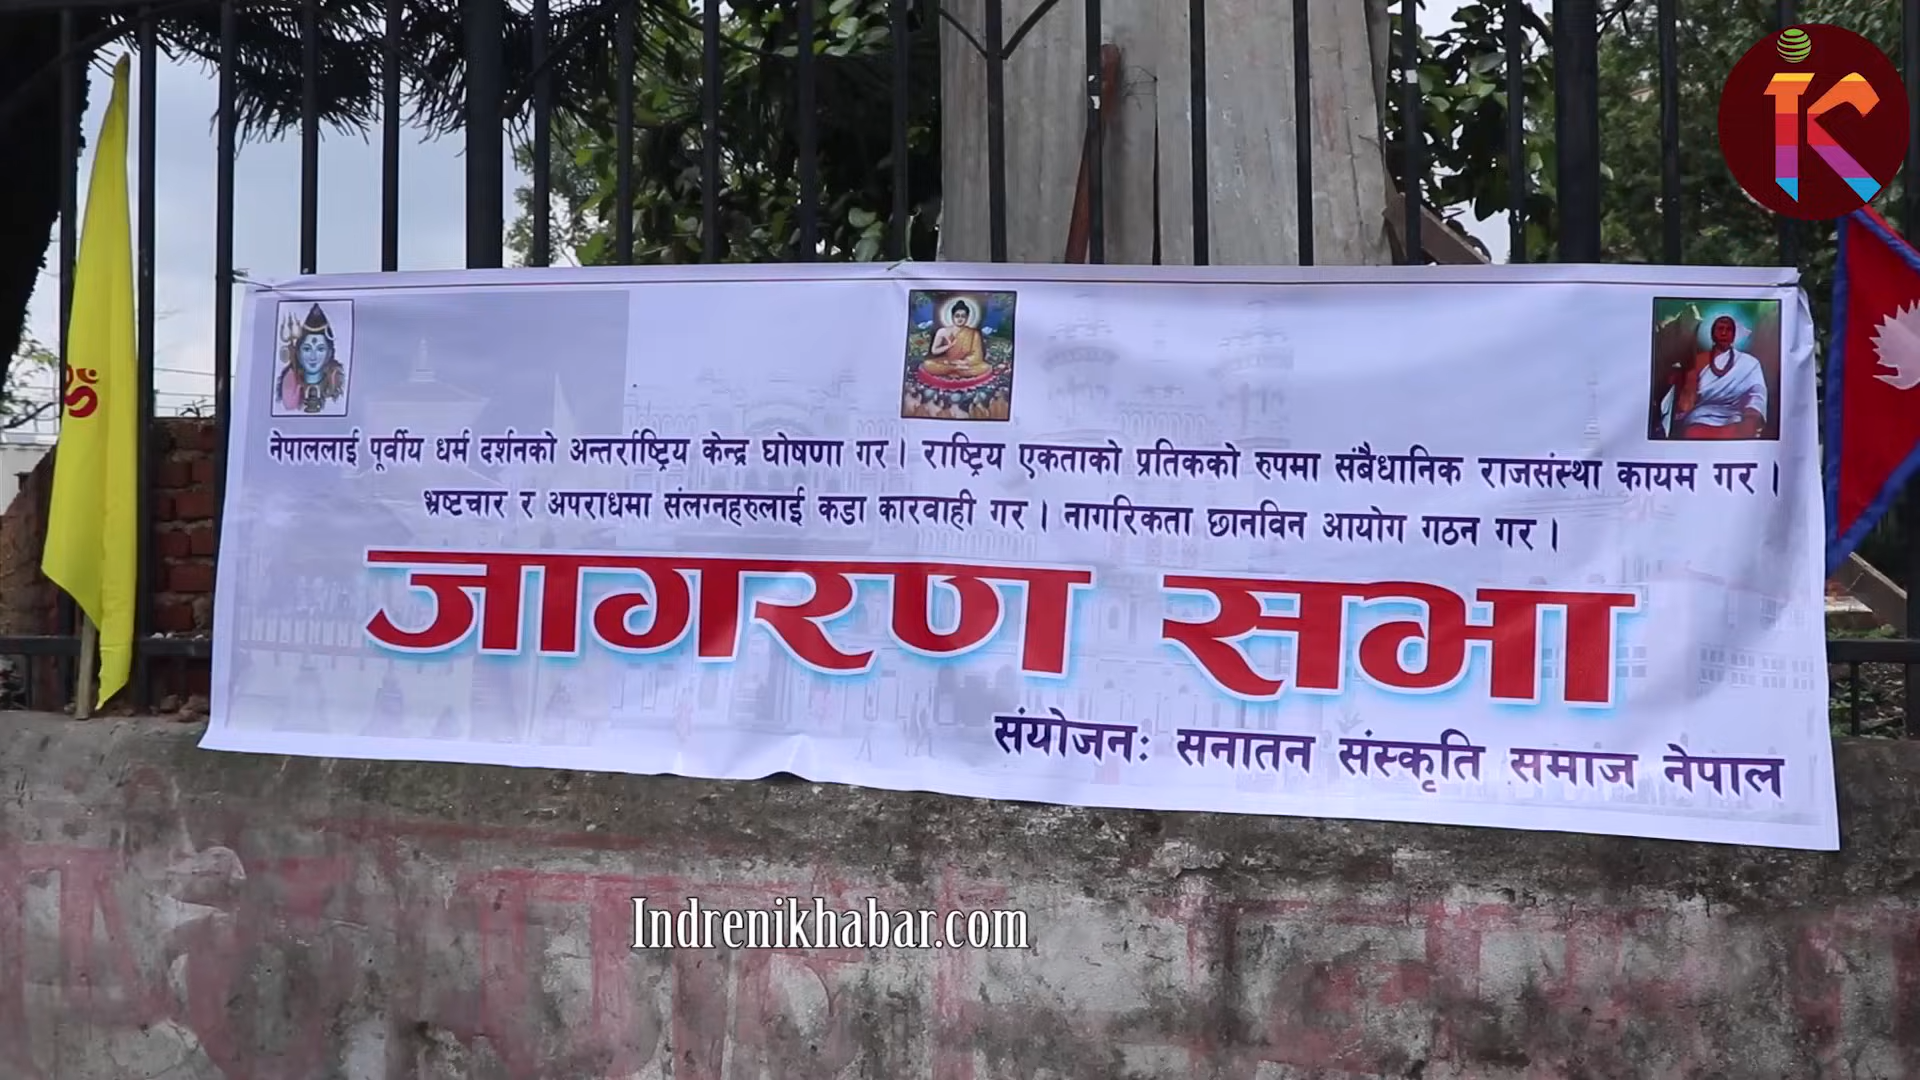 नेपाललाई पूर्वीय धर्म दर्शनको अन्तर्राष्ट्रिय केन्द्र घोषणा गर । राष्ट्रिय एकताको प्रतिकको रुपमा संबैधानिक राजसंस्था कायम गर ।
भ्रष्टचार र अपराधमा संलग्नहरुलाई कडा कारवाही गर । नागरिकता छानविन आयोग गठन गर ।
जागरण सभा
संयोजनः सनातन संस्कृति समाज नेपाल
ॐ
Indrenikhabar.com